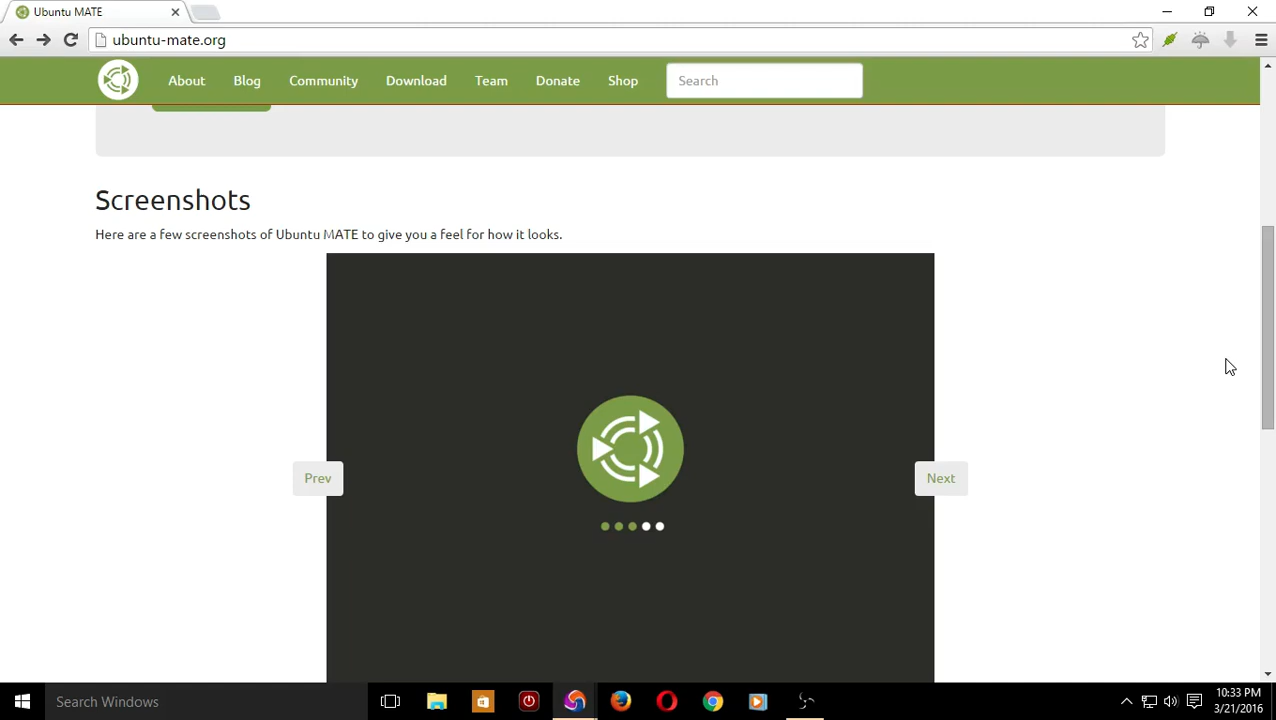 Ubuntu MATE
ubuntu-mate.org
About Blog Community Download Team Donate Shop Search
Screenshots
Here are a few screenshots of Ubuntu MATE to give you a feel for how it looks.
Prev Next
Search Windows
10:33 PM
3/21/2016